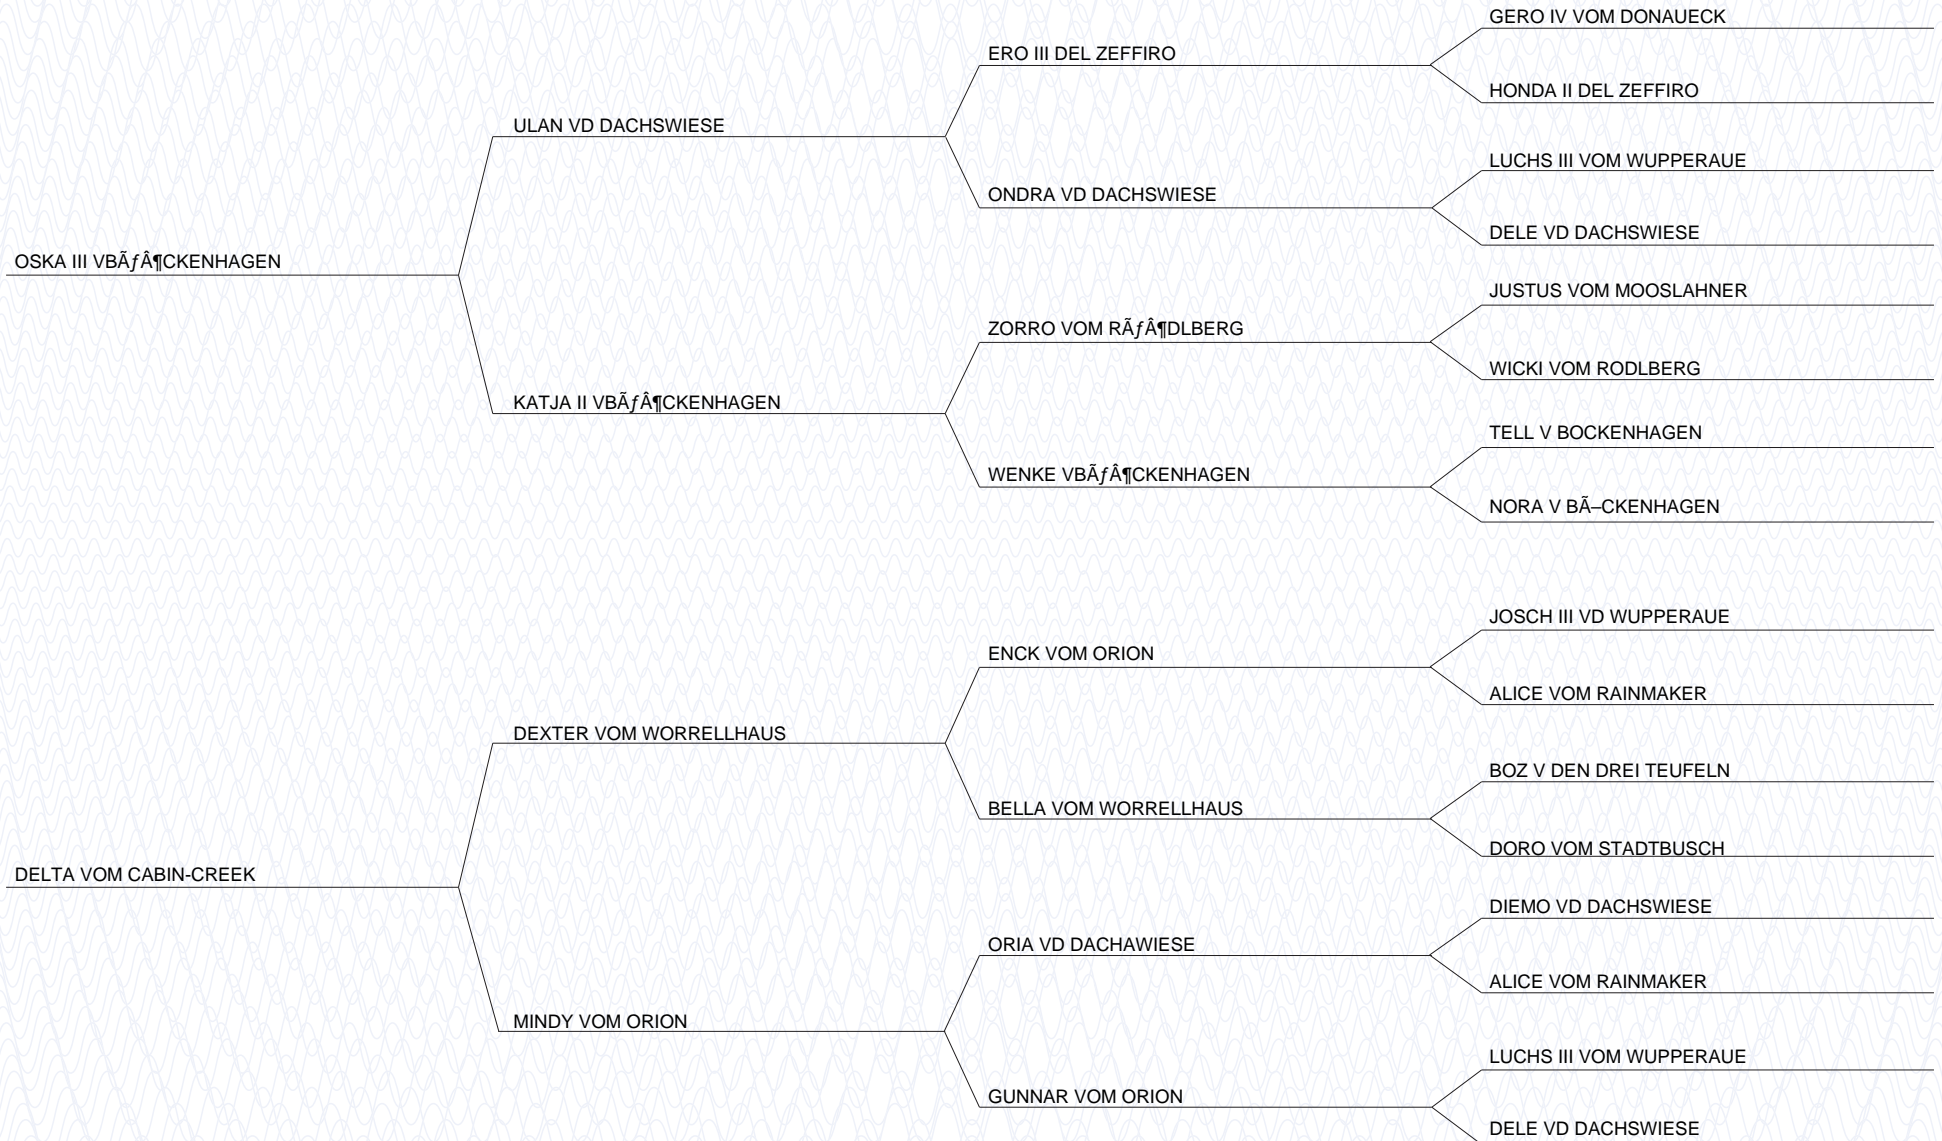 GERO IV VOM DONAUECK
ERO III DEL ZEFFIRO
HONDA II DEL ZEFFIRO
ULAN VD DACHSWIESE
LUCHS III VOM WUPPERAUE
ONDRA VD DACHSWIESE
DELE VD DACHSWIESE
OSKA III VBÃƒÂ¶CKENHAGEN
JUSTUS VOM MOOSLAHNER
ZORRO VOM RÃƒÂ¶DLBERG
WICKI VOM RODLBERG
KATJA II VBÃƒÂ¶CKENHAGEN
TELL V BOCKENHAGEN
WENKE VBÃƒÂ¶CKENHAGEN
NORA V BÃ–CKENHAGEN
JOSCH III VD WUPPERAUE
ENCK VOM ORION
ALICE VOM RAINMAKER
DEXTER VOM WORRELLHAUS
BOZ V DEN DREI TEUFELN
BELLA VOM WORRELLHAUS
DORO VOM STADTBUSCH
DELTA VOM CABIN-CREEK
DIEMO VD DACHSWIESE
ORIA VD DACHAWIESE
ALICE VOM RAINMAKER
MINDY VOM ORION
LUCHS III VOM WUPPERAUE
GUNNAR VOM ORION
DELE VD DACHSWIESE